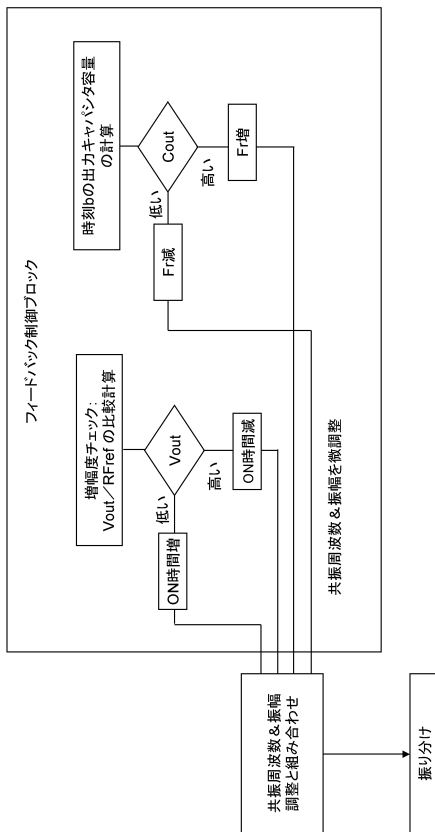 フィードバック制御ブロック
増幅度チェック:
Vout／RFref の比較計算
Vout
低い
高い
ON時間増
ON時間減
時刻bの出力キャパシタ容量
の計算
Cout
低い
高い
Fr減
Fr増
共振周波数＆振幅を微調整
共振周波数＆振幅
調整と組み合わせ
振り分け